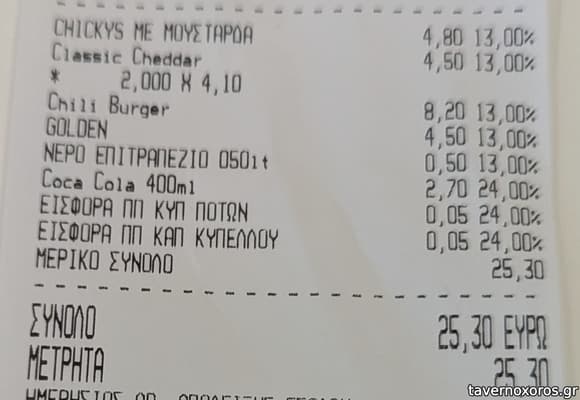 CHICKYS ΜΕ ΜΟΥΣΤΑΡΔΑ 4,80 13,00%
Classic Cheddar 4,50 13,00%
* 2,000 X 4,10
Chili Burger 8,20 13,00%
GOLDEN 4,50 13,00%
ΝΕΡΟ ΕΠΙΤΡΑΠΕΖΙΟ 050lt 0,50 13,00%
Coca Cola 400ml 2,70 24,00%
ΕΙΣΦΟΡΑ ΠΠ ΚΥΠ ΠΟΤΩΝ 0,05 24,00%
ΕΙΣΦΟΡΑ ΠΠ ΚΑΠ ΚΥΠΕΛΛΟΥ 0,05 24,00%
ΜΕΡΙΚΟ ΣΥΝΟΛΟ 25,30
ΣΥΝΟΛΟ 25,30 ΕΥΡΩ
ΜΕΤΡΗΤΑ 25,30
tavernoxoros.gr